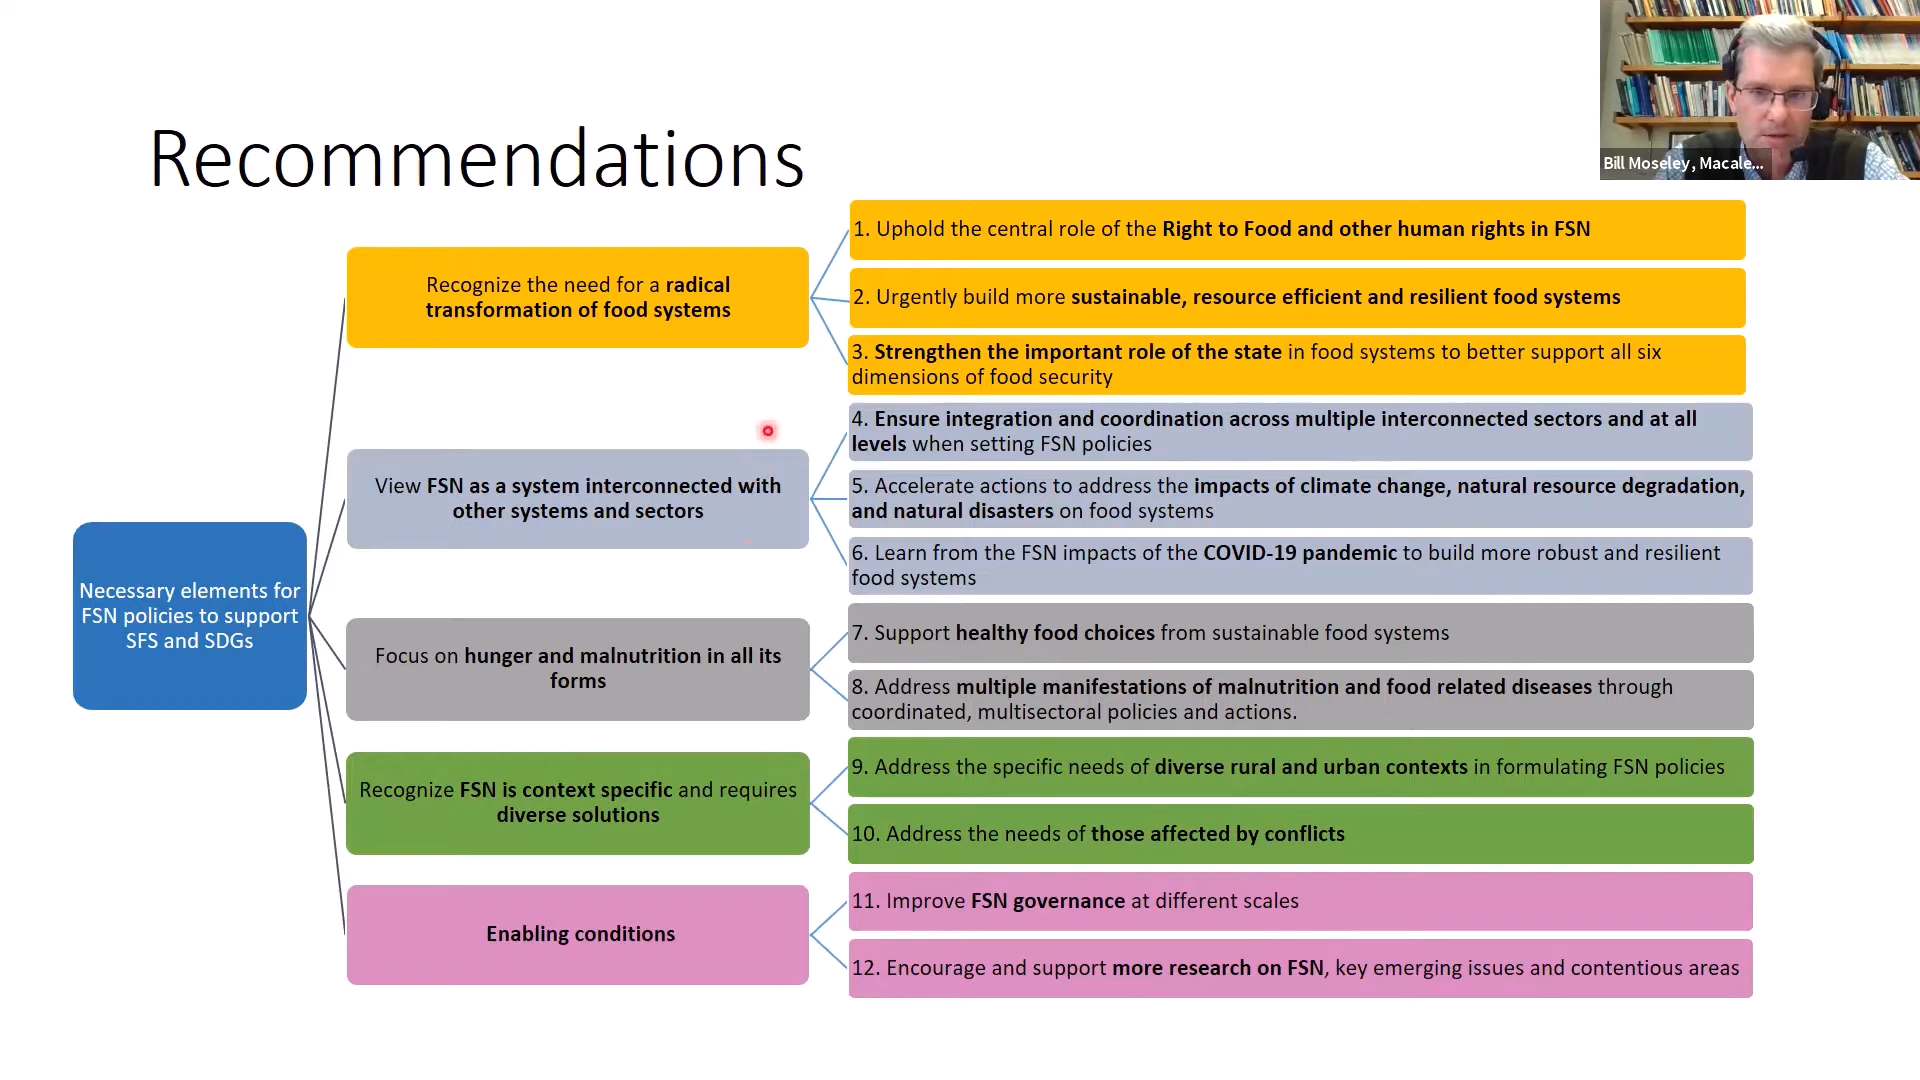 Recommendations
Bill Moseley, Macale...
Necessary elements for
FSN policies to support
SFS and SDGs
Recognize the need for a radical
transformation of food systems
1. Uphold the central role of the Right to Food and other human rights in FSN
2. Urgently build more sustainable, resource efficient and resilient food systems
3. Strengthen the important role of the state in food systems to better support all six
dimensions of food security
View FSN as a system interconnected with
other systems and sectors
4. Ensure integration and coordination across multiple interconnected sectors and at all
levels when setting FSN policies
5. Accelerate actions to address the impacts of climate change, natural resource degradation,
and natural disasters on food systems
6. Learn from the FSN impacts of the COVID-19 pandemic to build more robust and resilient
food systems
Focus on hunger and malnutrition in all its
forms
7. Support healthy food choices from sustainable food systems
8. Address multiple manifestations of malnutrition and food related diseases through
coordinated, multisectoral policies and actions.
Recognize FSN is context specific and requires
diverse solutions
9. Address the specific needs of diverse rural and urban contexts in formulating FSN policies
10. Address the needs of those affected by conflicts
Enabling conditions
11. Improve FSN governance at different scales
12. Encourage and support more research on FSN, key emerging issues and contentious areas